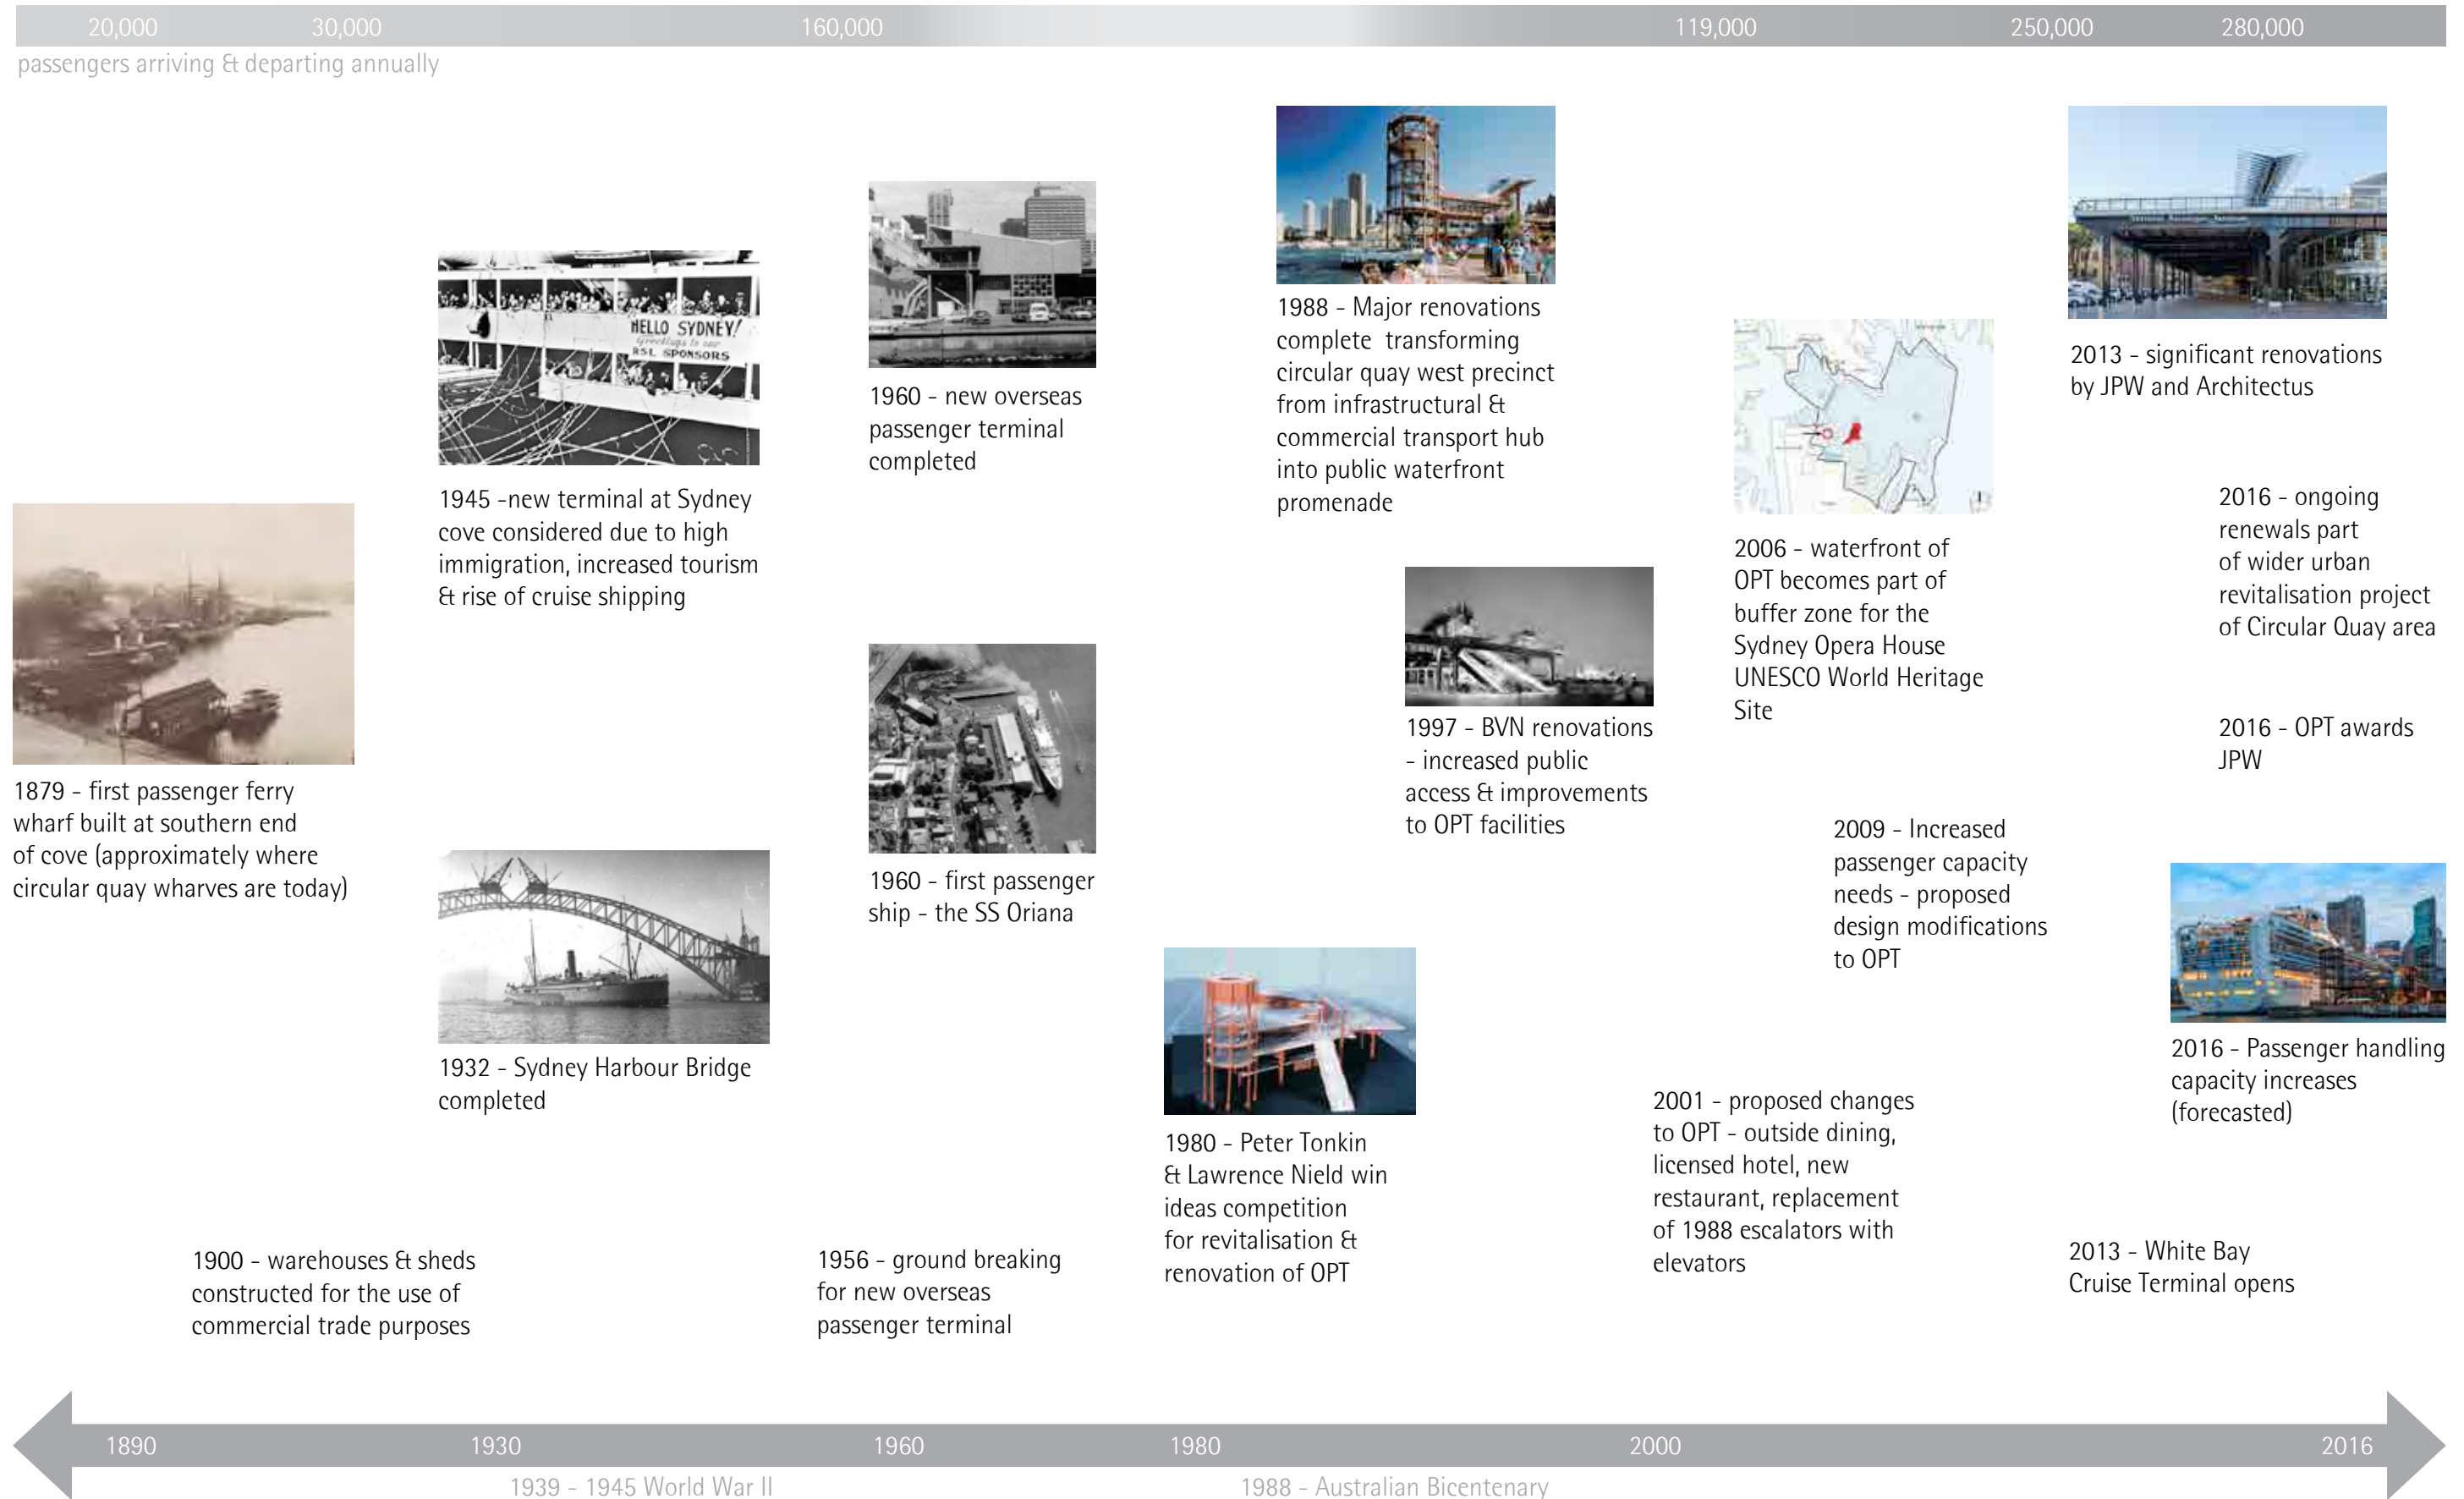 20,000
30,000
160,000
119,000
250,000
280,000
passengers arriving & departing annually
HELLO SYDNEY!
Greetings to our
RSL SPONSORS
1879 - first passenger ferry
wharf built at southern end
of cove (approximately where
circular quay wharves are today)
1900 - warehouses & sheds
constructed for the use of
commercial trade purposes
1945 -new terminal at Sydney
cove considered due to high
immigration, increased tourism
& rise of cruise shipping
1932 - Sydney Harbour Bridge
completed
1960 - new overseas
passenger terminal
completed
1960 - first passenger
ship - the SS Oriana
1956 - ground breaking
for new overseas
passenger terminal
1988 - Major renovations
complete  transforming
circular quay west precinct
from infrastructural &
commercial transport hub
into public waterfront
promenade
1997 - BVN renovations
- increased public
access & improvements
to OPT facilities
1980 - Peter Tonkin
& Lawrence Nield win
ideas competition
for revitalisation &
renovation of OPT
2006 - waterfront of
OPT becomes part of
buffer zone for the
Sydney Opera House
UNESCO World Heritage
Site
2009 - Increased
passenger capacity
needs - proposed
design modifications
to OPT
2001 - proposed changes
to OPT - outside dining,
licensed hotel, new
restaurant, replacement
of 1988 escalators with
elevators
2013 - significant renovations
by JPW and Architectus
2016 - ongoing
renewals part
of wider urban
revitalisation project
of Circular Quay area
2016 - OPT awards
JPW
2016 - Passenger handling
capacity increases
(forecasted)
2013 - White Bay
Cruise Terminal opens
1890
1930
1960
1980
2000
2016
1939 - 1945 World War II
1988 - Australian Bicentenary